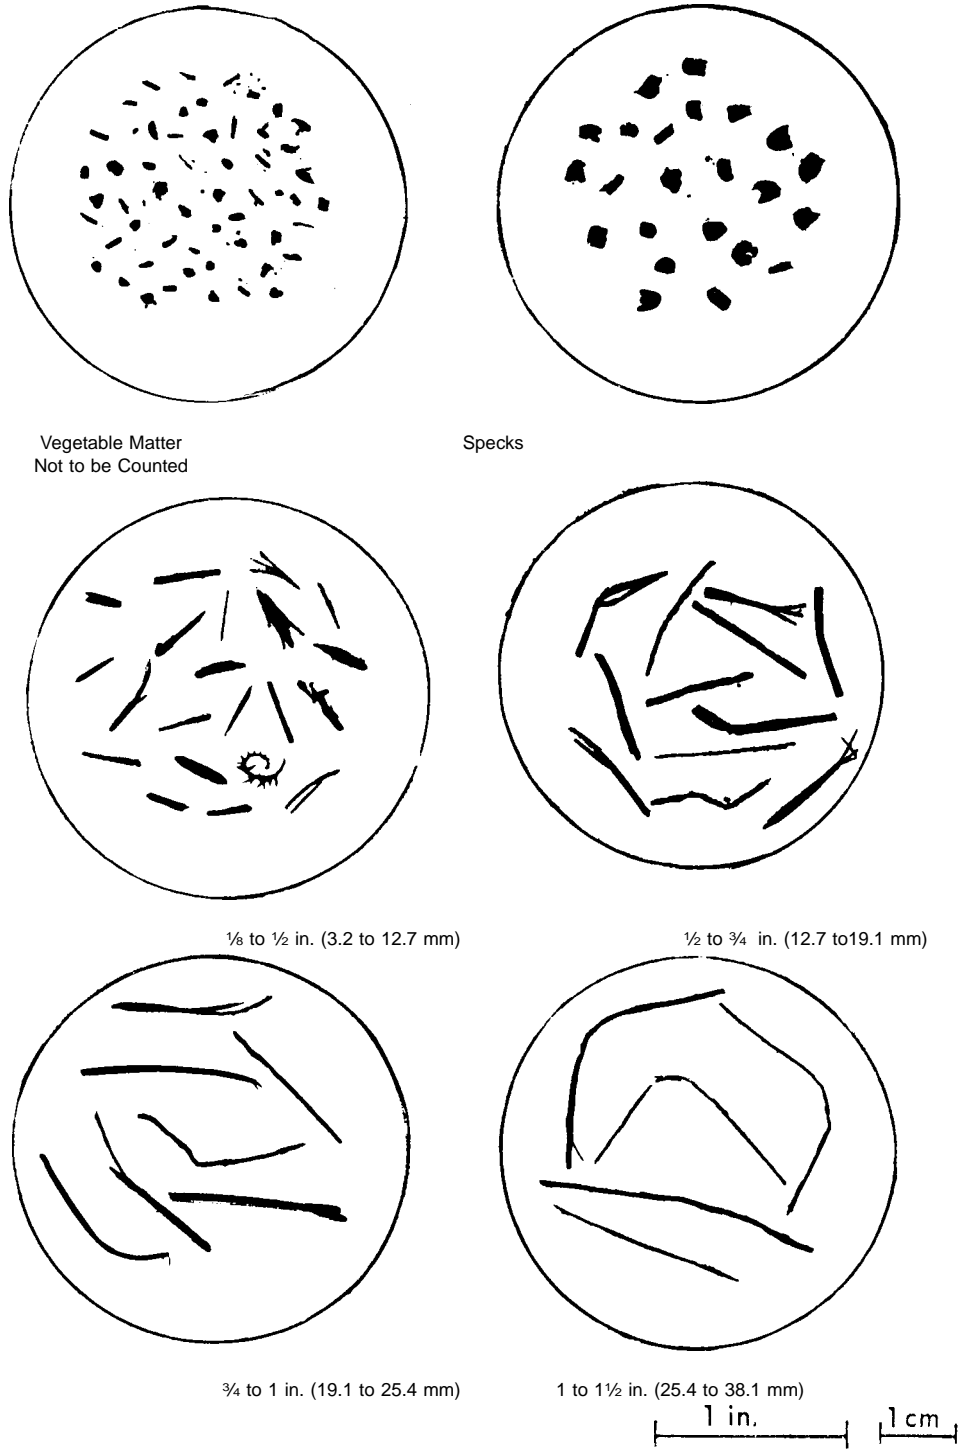 Vegetable Matter
Not to be Counted
Specks
⅛ to ½ in. (3.2 to 12.7 mm)
½ to ¾ in. (12.7 to19.1 mm)
¾ to 1 in. (19.1 to 25.4 mm)
1 to 1½ in. (25.4 to 38.1 mm)
1 in.
1 cm